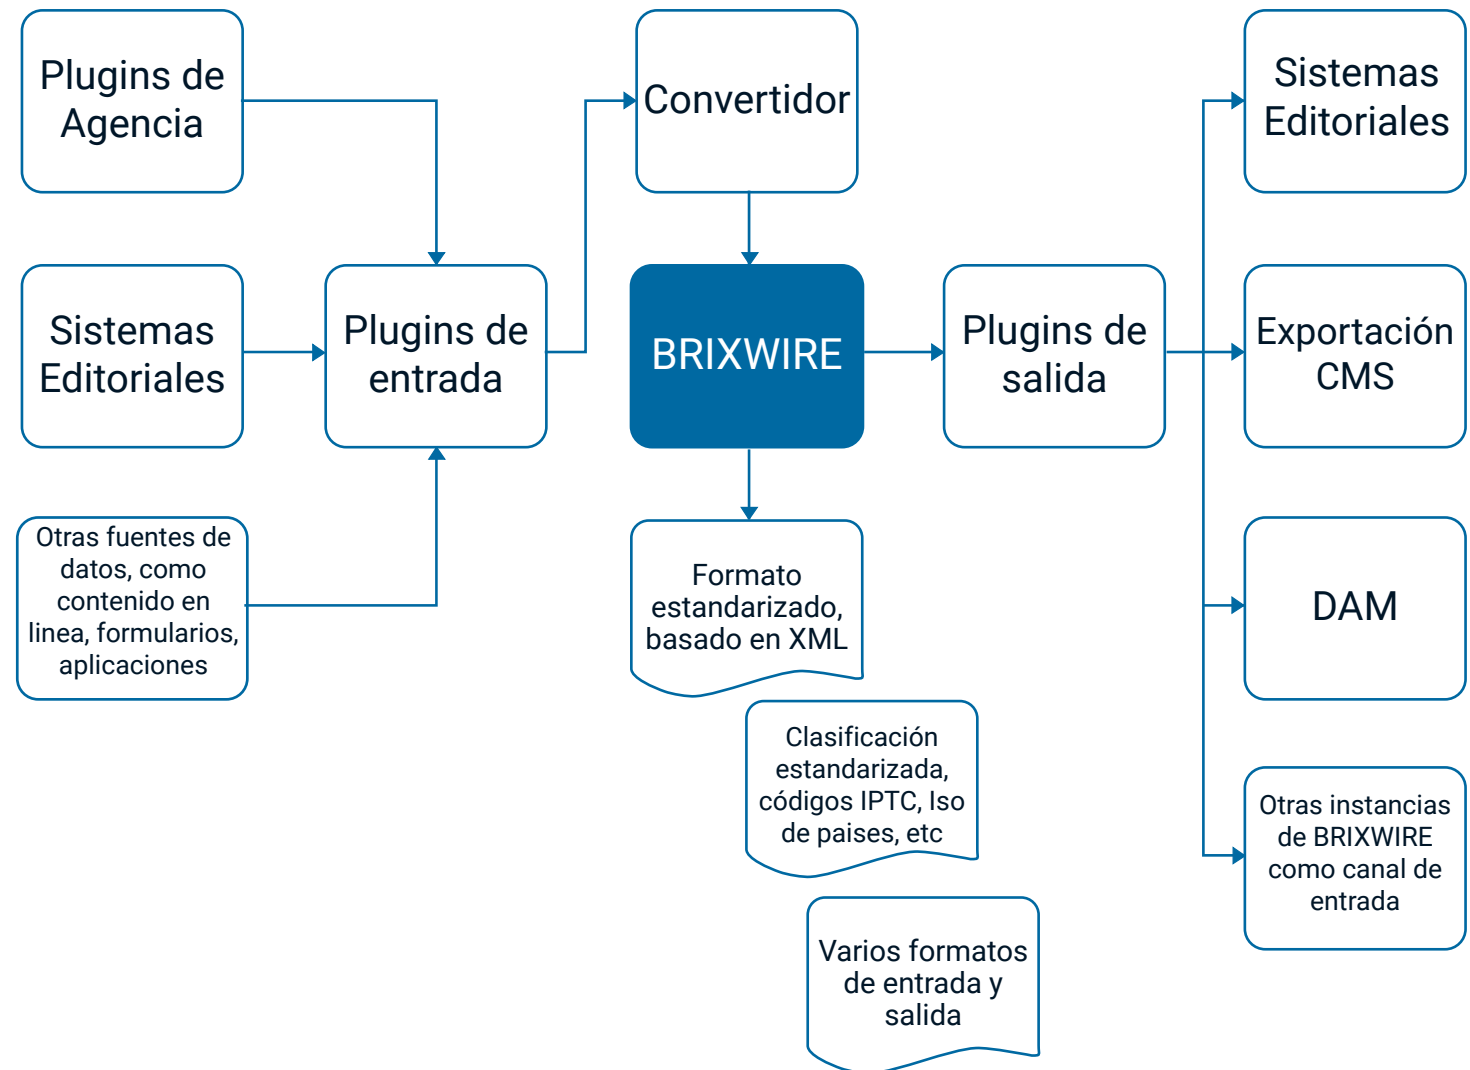 Plugins de
Agencia
Convertidor
Sistemas
Editoriales
Sistemas
Editoriales
Plugins de
entrada
BRIXWIRE
Plugins de
salida
Exportación
CMS
Otras fuentes de
datos, como
contenido en
linea, formularios,
aplicaciones
Formato
estandarizado,
basado en XML
DAM
Clasificación
estandarizada,
códigos IPTC, Iso
de paises, etc
Otras instancias
de BRIXWIRE
como canal de
entrada
Varios formatos
de entrada y
salida